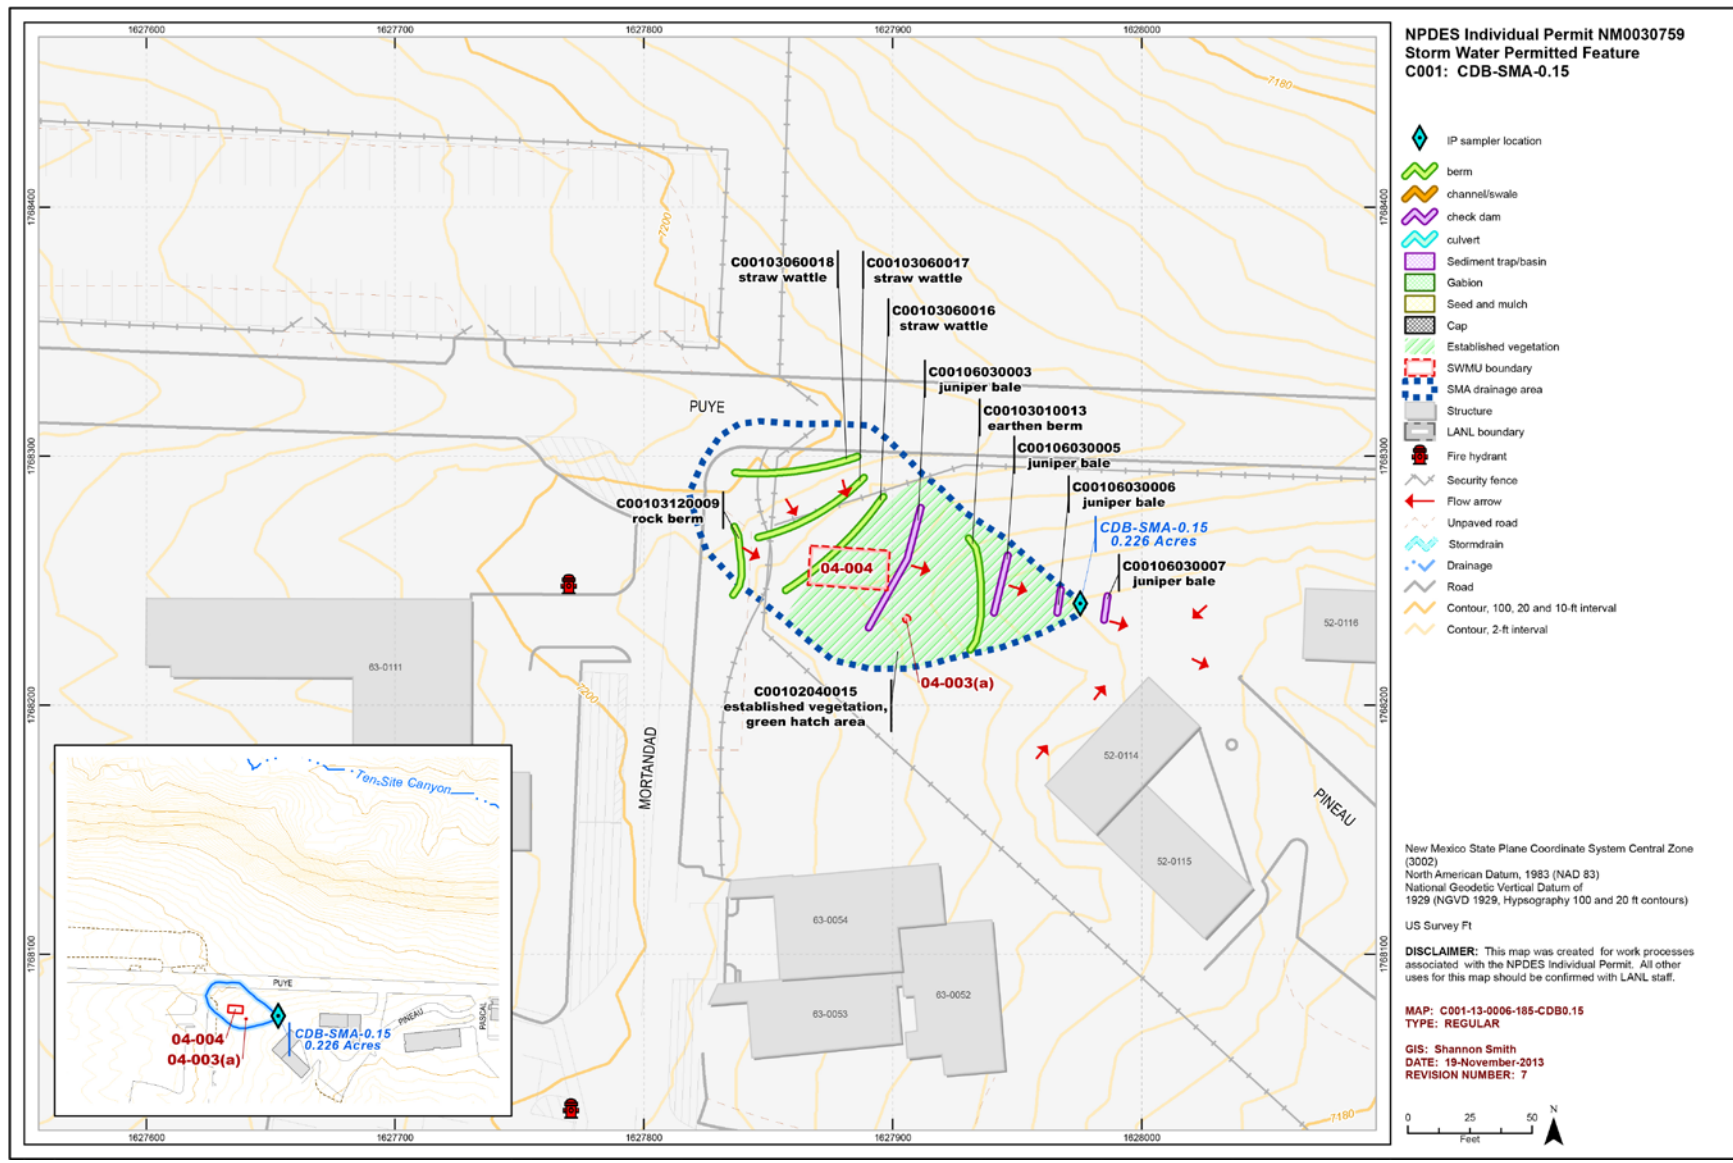 1627600
1627700
1627800
1627900
1628000
NPDES Individual Permit NM0030759
Storm Water Permitted Feature
C001: CDB-SMA-0.15
7180
IP sampler location
berm
channel/swale
check dam
culvert
Sediment trap/basin
Gabion
Seed and mulch
Cap
Established vegetation
SWMU boundary
SMA drainage area
Structure
LANL boundary
Fire hydrant
Security fence
Flow arrow
Unpaved road
Stormdrain
Drainage
Road
Contour, 100, 20 and 10-ft interval
Contour, 2-ft interval
1768400
1768400
7200
C00103060018
straw wattle
C00103060017
straw wattle
C00103060016
straw wattle
C00106030003
juniper bale
PUYE
C00103010013
earthen berm
1768300
1768300
C00106030005
juniper bale
C00106030006
juniper bale
C00103120009
rock berm
CDB-SMA-0.15
0.226 Acres
C00106030007
juniper bale
04-004
52-0116
63-0111
04-003(a)
7200
C00102040015
established vegetation,
green hatch area
1768200
1768200
MORTANDAD
52-0114
PINEAU
52-0115
Ten-Site Canyon
PUYE
PINEAU
PASCAL
CDB-SMA-0.15
0.226 Acres
04-004
04-003(a)
63-0054
1768100
1768100
63-0052
63-0053
7180
1627600
1627700
1627800
1627900
1628000
New Mexico State Plane Coordinate System Central Zone
(3002)
North American Datum, 1983 (NAD 83)
National Geodetic Vertical Datum of
1929 (NGVD 1929, Hypsography 100 and 20 ft contours)
US Survey Ft
DISCLAIMER: This map was created for work processes
associated with the NPDES Individual Permit. All other
uses for this map should be confirmed with LANL staff.
MAP: C001-13-0006-185-CDB0.15
TYPE: REGULAR
GIS: Shannon Smith
DATE: 19-November-2013
REVISION NUMBER: 7
0 25 50
Feet
N